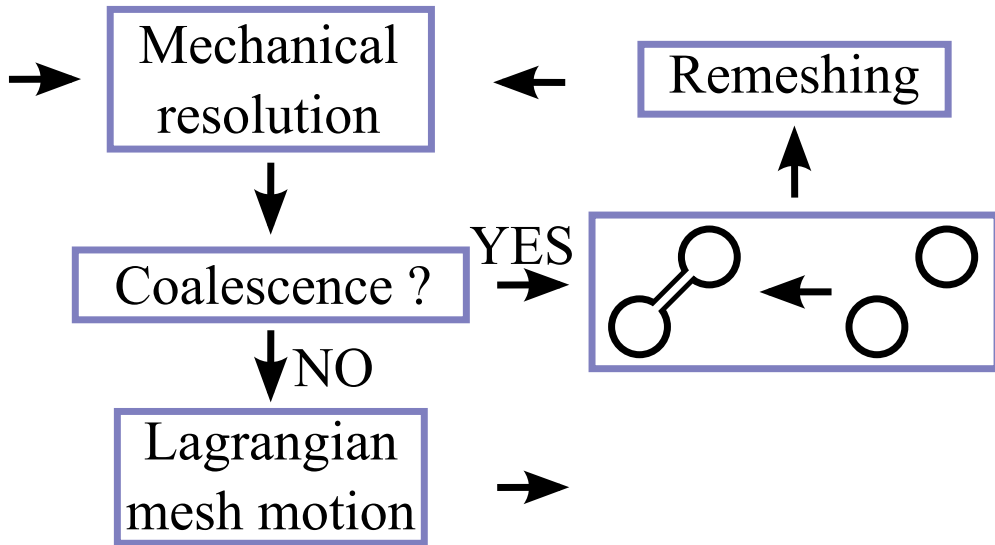 Mechanical
resolution
Remeshing
YES
Coalescence ?
NO
Lagrangian
mesh motion